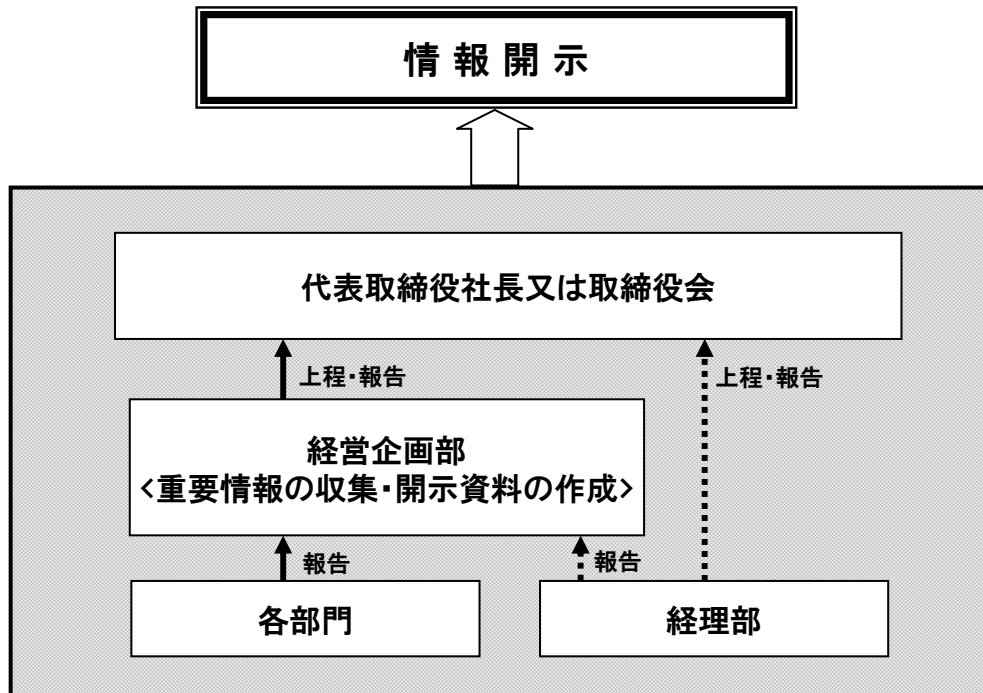 情 報 開 示
代表取締役社長又は取締役会
上程・報告
上程・報告
経営企画部
<重要情報の収集・開示資料の作成>
報告
報告
各部門
経理部